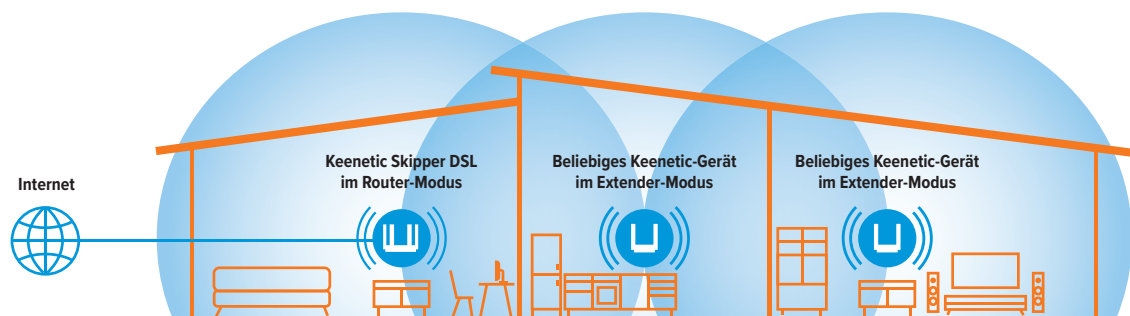 Internet
Keenetic Skipper DSL
im Router-Modus
Beliebiges Keenetic-Gerät
im Extender-Modus
Beliebiges Keenetic-Gerät
im Extender-Modus